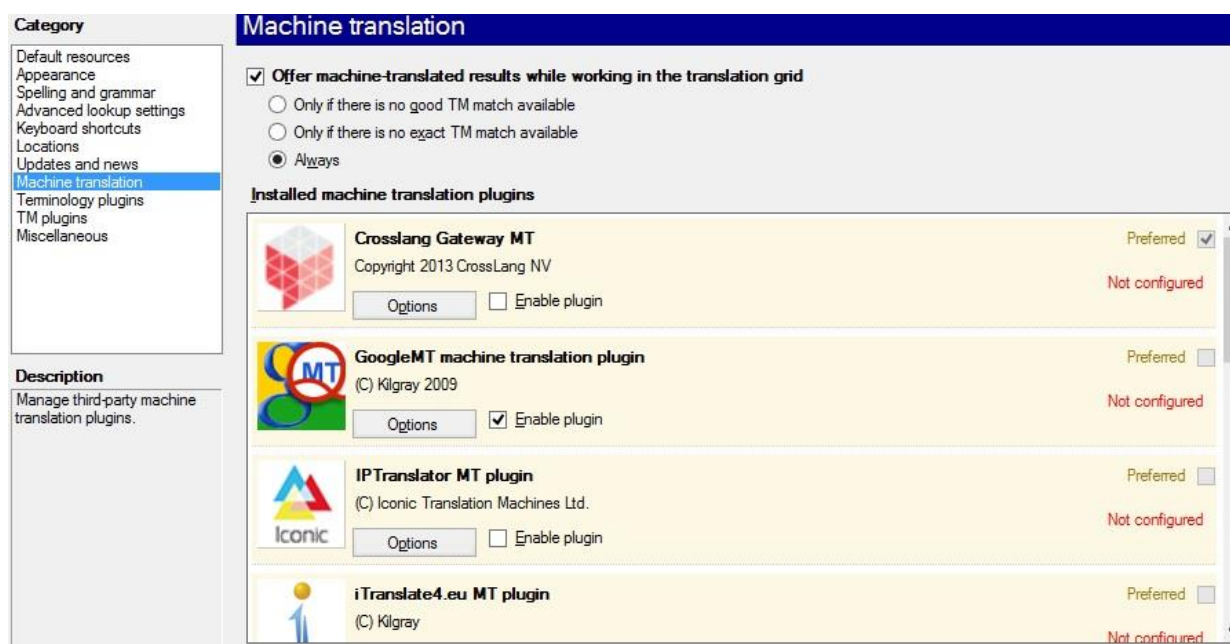 Category
Default resources
Appearance
Spelling and grammar
Advanced lookup settings
Keyboard shortcuts
Locations
Updates and news
Machine translation
Terminology plugins
TM plugins
Miscellaneous
Description
Manage third-party machine
translation plugins.
Machine translation
Offer machine-translated results while working in the translation grid
Only if there is no good TM match available
Only if there is no exact TM match available
Always
Installed machine translation plugins
Crosslang Gateway MT
Preferred
Copyright 2013 CrossLang NV
Not configured
Options
Enable plugin
MT
GoogleMT machine translation plugin
Preferred
(C) Kilgray 2009
Not configured
Options
Enable plugin
Iconic
IPTranslator MT plugin
Preferred
(C) Iconic Translation Machines Ltd.
Not configured
Options
Enable plugin
iTranslate4.eu MT plugin
Preferred
(C) Kilgray
Not configured